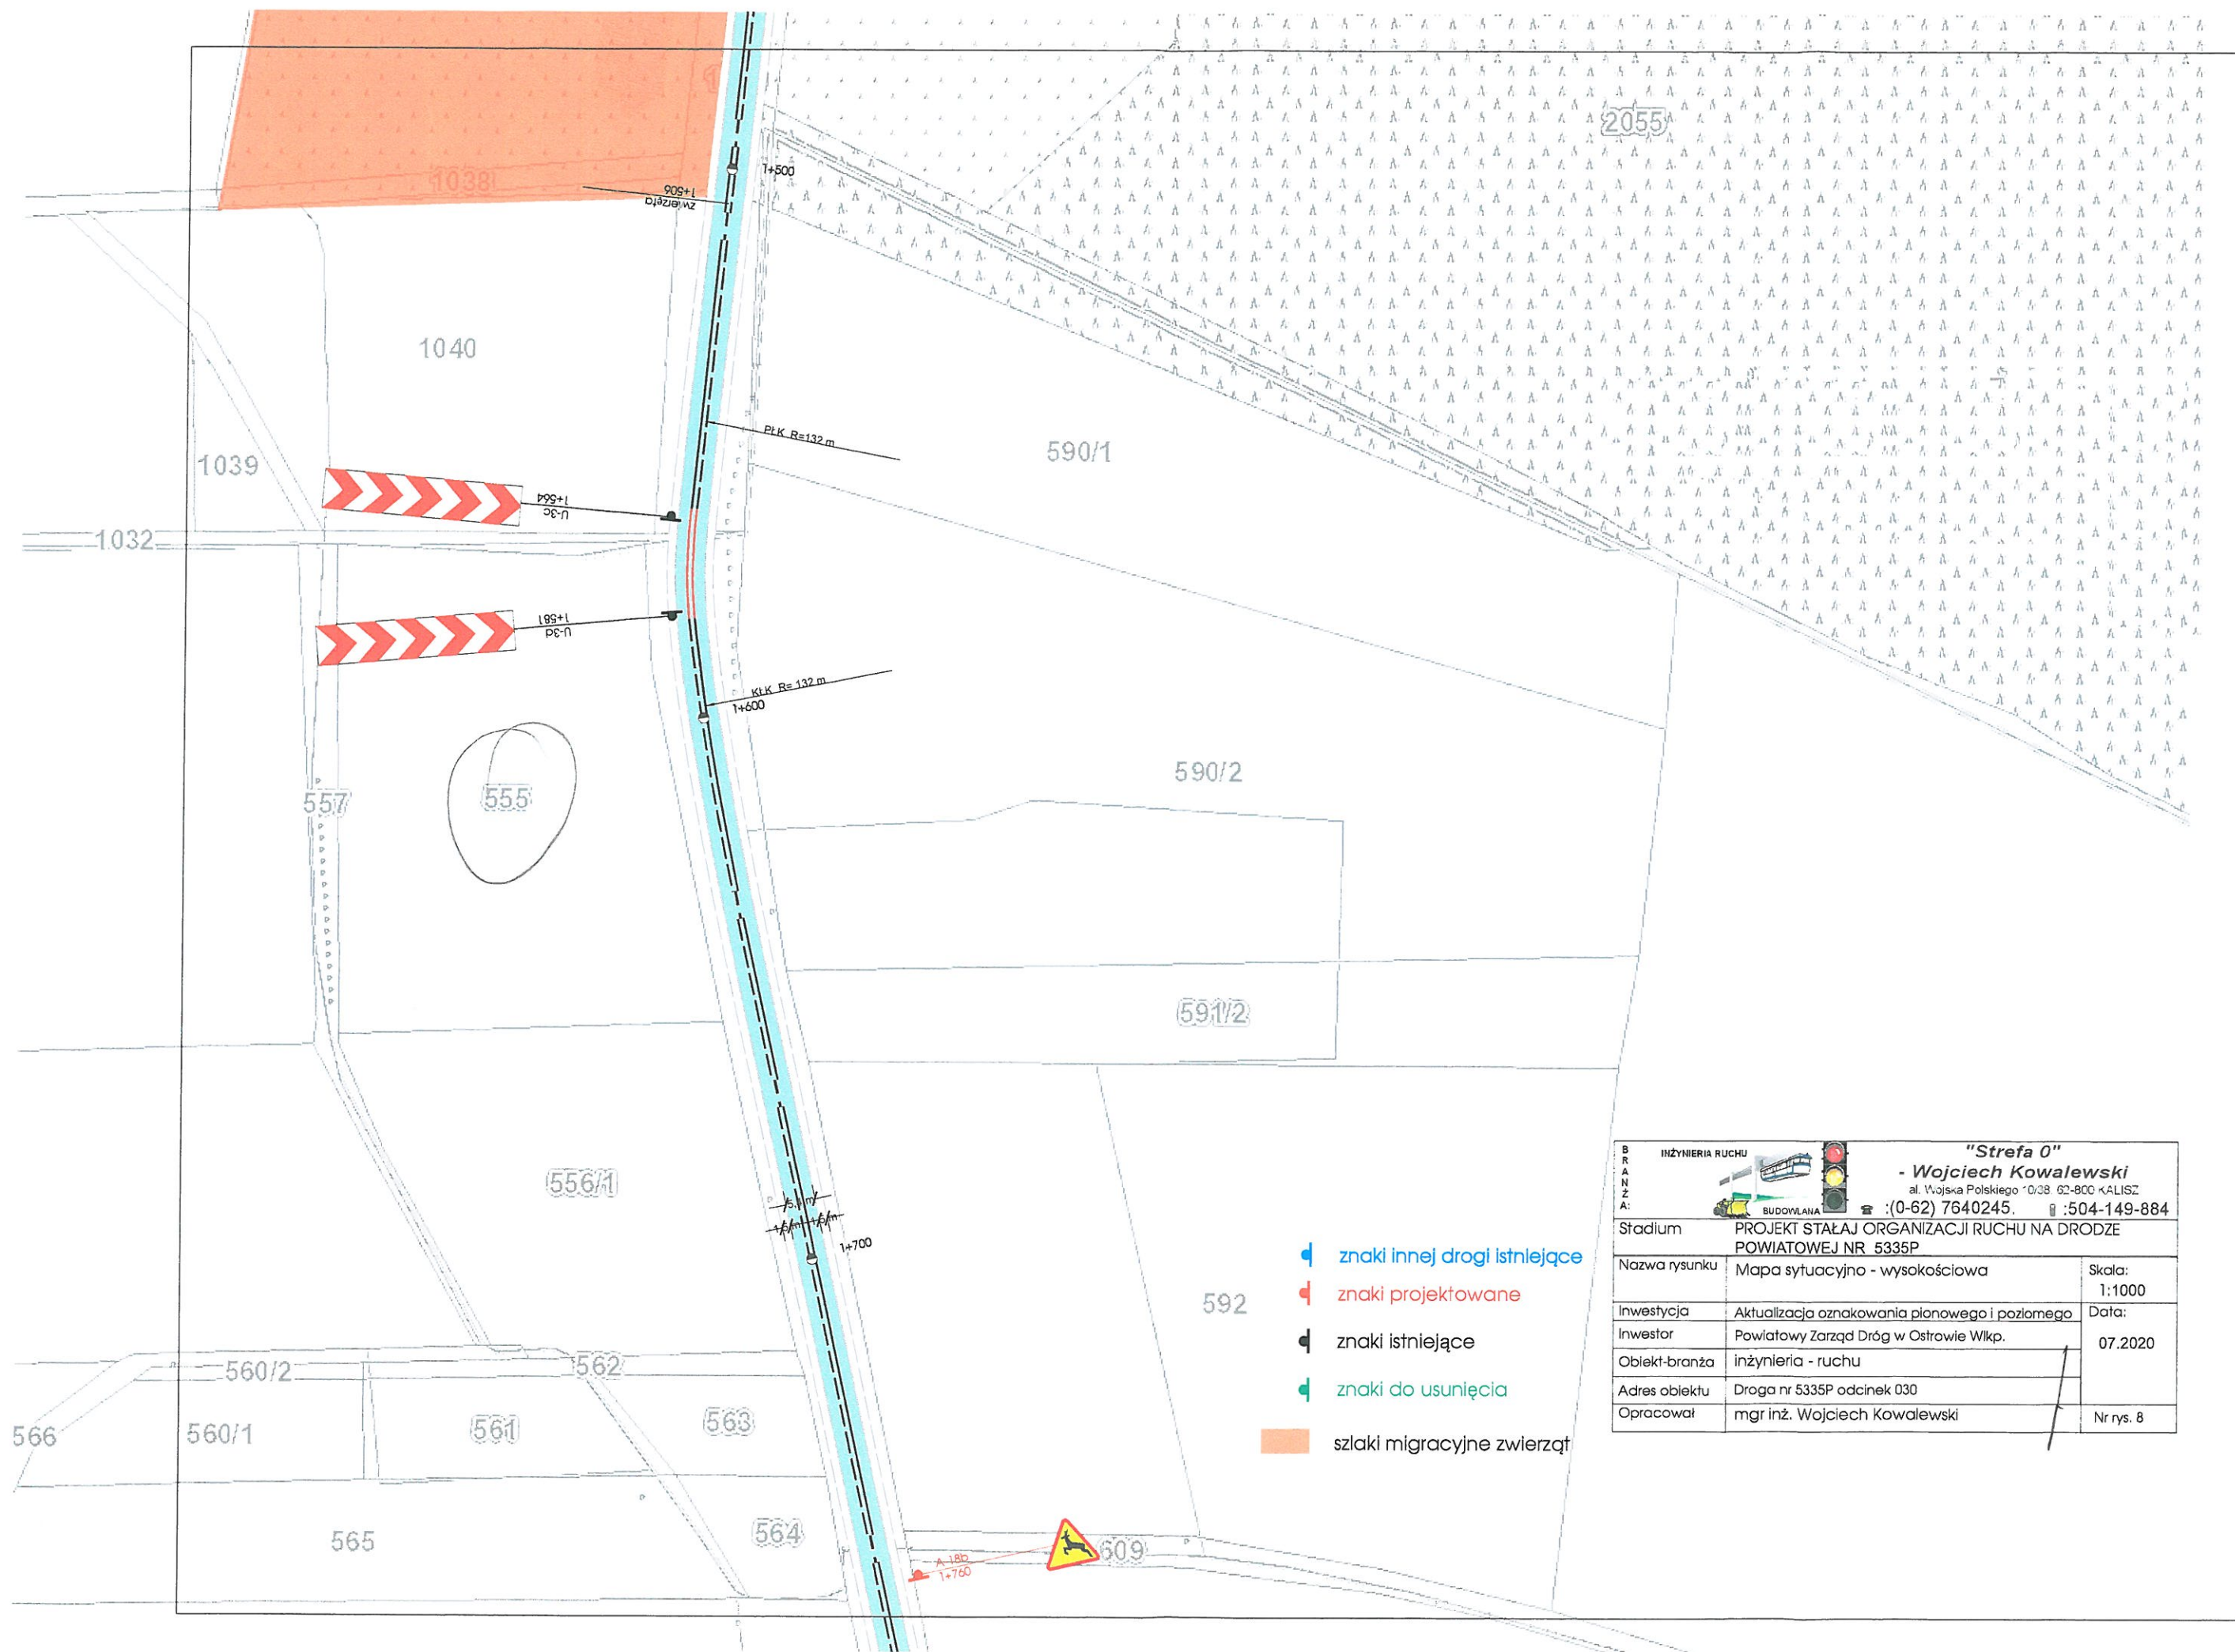 2055
1038
1+500
1+506
zwierzęta
1040
PŁK R=132 m
590/1
1039
1+564
U-3c
1032
1+581
U-3d
KŁK R= 132 m
1+600
590/2
557
555
591/2
556/1
1+700
592
znaki innej drogi istniejące
znaki projektowane
znaki istniejące
znaki do usunięcia
szlaki migracyjne zwierząt
560/2
562
566
560/1
561
563
565
564
A-18b
1+760
609
BRANŻA:
INŻYNIERIA RUCHU
BUDOWLANA
"Strefa 0"
- Wojciech Kowalewski
al. Wojska Polskiego 10/38. 62-800 KALISZ
:(0-62) 7640245. :504-149-884
Stadium PROJEKT STAŁAJ ORGANIZACJI RUCHU NA DRODZE
POWIATOWEJ NR 5335P
Nazwa rysunku Mapa sytuacyjno - wysokościowa Skala:
1:1000
Inwestycja Aktualizacja oznakowania pionowego i poziomego Data:
Inwestor Powiatowy Zarząd Dróg w Ostrowie Wlkp. 07.2020
Obiekt-branża inżynieria - ruchu
Adres obiektu Droga nr 5335P odcinek 030
Opracował mgr inż. Wojciech Kowalewski Nr rys. 8